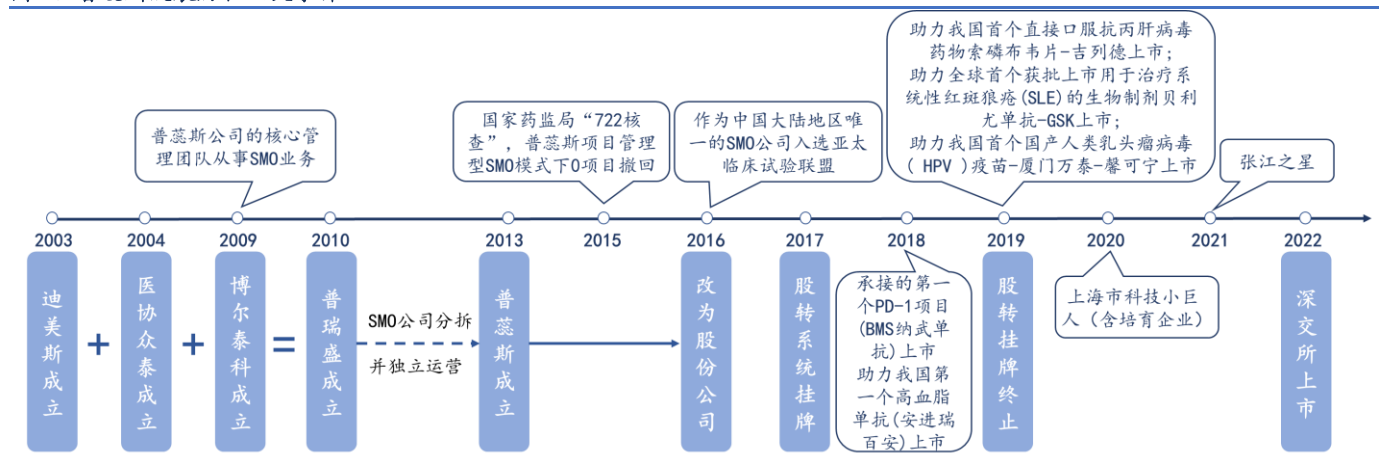 助力我国首个直接口服抗丙肝病毒
药物索磷布韦片-吉列德上市;
助力全球首个获批上市用于治疗系
统性红斑狼疮(SLE)的生物制剂贝利
尤单抗-GSK上市;
助力我国首个国产人类乳头瘤病毒
( HPV )疫苗-厦门万泰-馨可宁上市
普蕊斯公司的核心管
理团队从事SMO业务
国家药监局“722核
查”, 普蕊斯项目管理
型SMO模式下0项目撤回
作为中国大陆地区唯
一的SMO公司入选亚太
临床试验联盟
张江之星
2003
2004
2009
2010
2013
2015
2016
2017
2018
2019
2020
2021
2022
迪美斯成立
+
医协众泰成立
+
博尔泰科成立
=
普瑞盛成立
SMO公司分拆
并独立运营
普蕊斯成立
改为股份公司
股转系统挂牌
承接的第一
个PD-1项目
(BMS纳武单
抗)上市
助力我国第
一个高血脂
单抗(安进瑞
百安)上市
股转挂牌终止
上海市科技小巨
人（含培育企业）
深交所上市